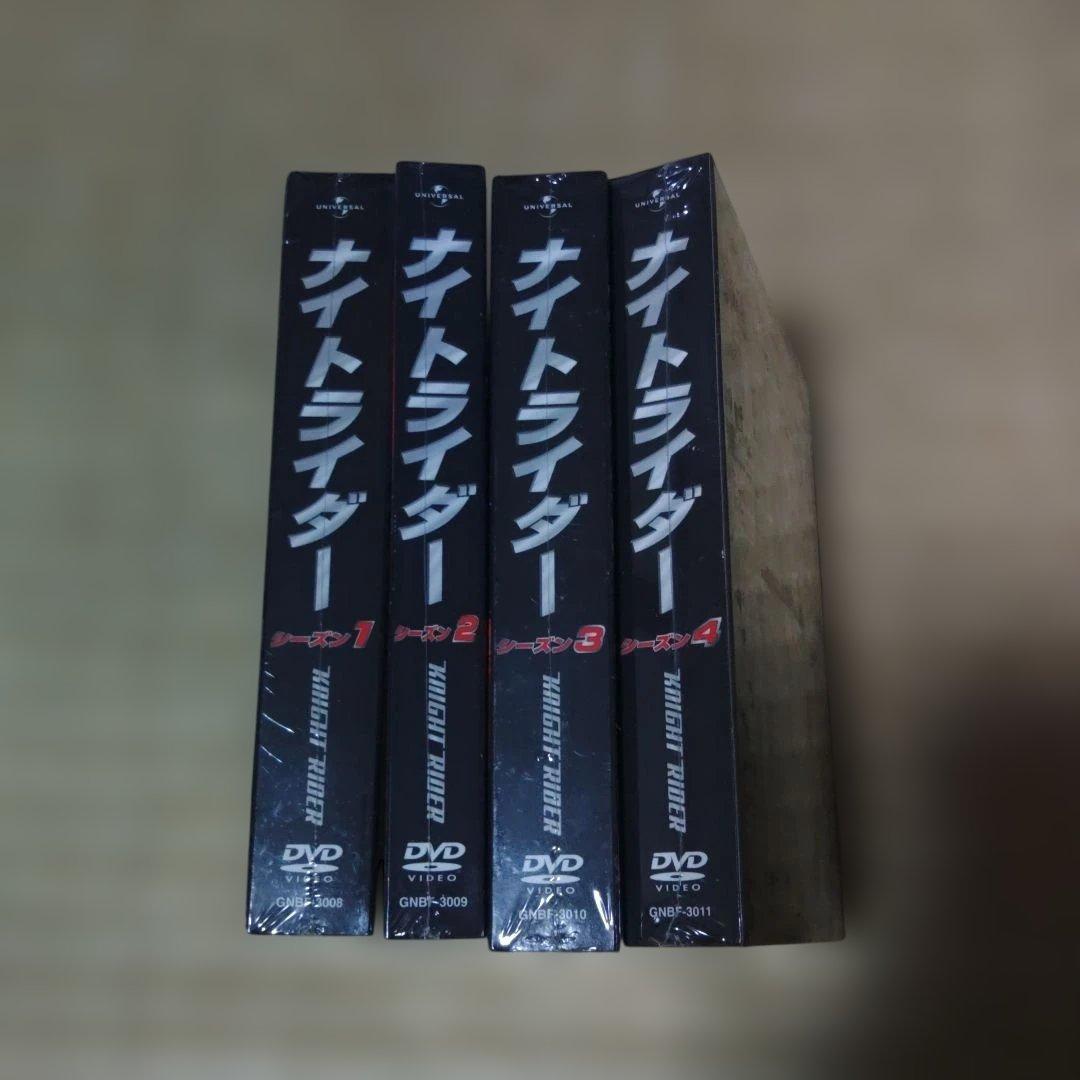 UNIVERSAL
ナイトライダー
シーズン1
KNIGHT RIDER
DVD
VIDEO
GNBF-3008
UNIVERSAL
ナイトライダー
シーズン2
KNIGHT RIDER
DVD
VIDEO
GNBF-3009
UNIVERSAL
ナイトライダー
シーズン3
KNIGHT RIDER
DVD
VIDEO
GNBF-3010
UNIVERSAL
ナイトライダー
シーズン4
KNIGHT RIDER
DVD
VIDEO
GNBF-3011